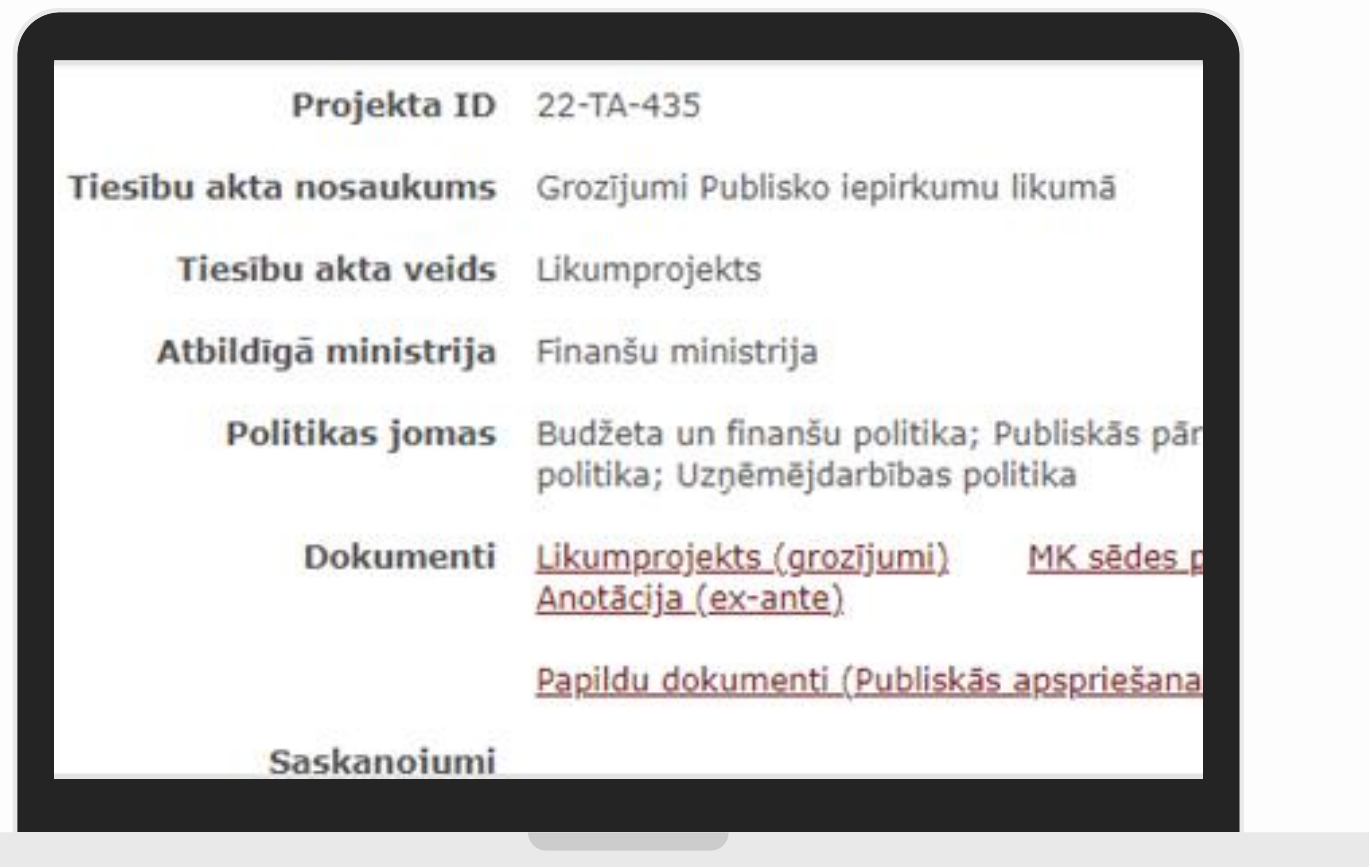 Projekta ID 22-TA-435
Tiesību akta nosaukums Grozījumi Publisko iepirkumu likumā
Tiesību akta veids Likumprojekts
Atbildīgā ministrija Finanšu ministrija
Politikas jomas Budžeta un finanšu politika; Publiskās pār
politika; Uzņēmējdarbības politika
Dokumenti Likumprojekts (grozījumi) MK sēdes p
Anotācija (ex-ante)
Papildu dokumenti (Publiskās apspriešana
Saskaņojumi